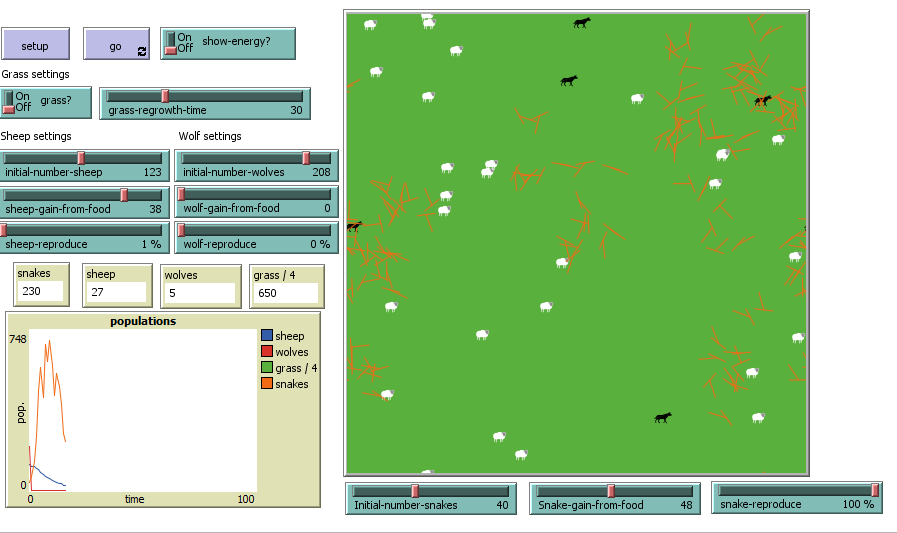 setup
go
On
Off
show-energy?
Grass settings
On
Off
grass?
grass-regrowth-time 30
Sheep settings
Wolf settings
initial-number-sheep 123
initial-number-wolves 208
sheep-gain-from-food 38
wolf-gain-from-food 0
sheep-reproduce 1 %
wolf-reproduce 0 %
snakes
230
sheep
27
wolves
5
grass / 4
650
populations
748
pop.
0
0
time
100
sheep
wolves
grass / 4
snakes
Initial-number-snakes 40
Snake-gain-from-food 48
snake-reproduce 100 %